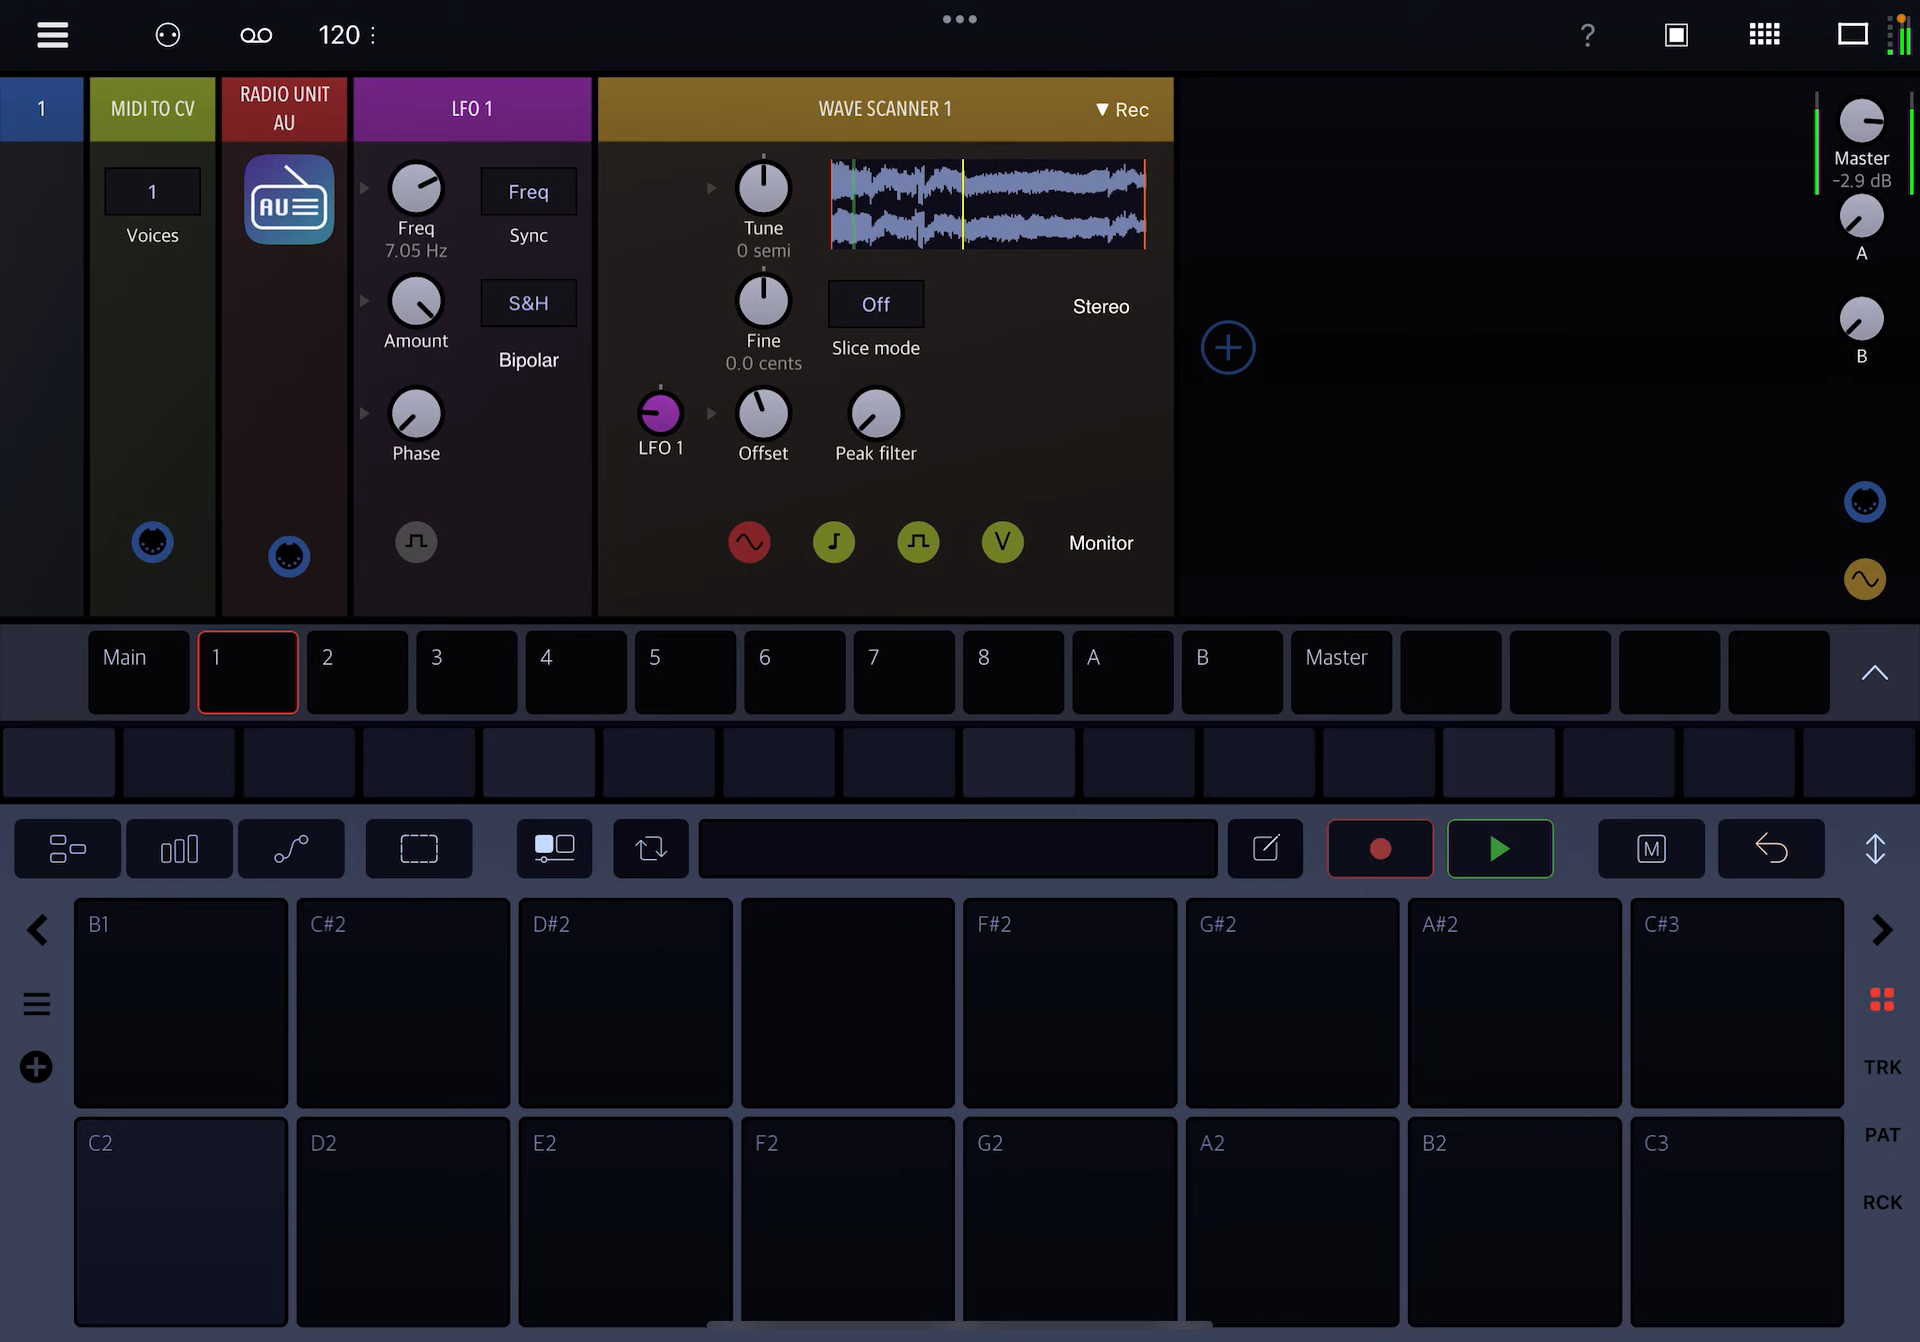 120
?
1
MIDI TO CV
RADIO UNIT
AU
LFO 1
WAVE SCANNER 1
▼ Rec
1
Voices
AU
Freq
7.05 Hz
Freq
Sync
Amount
S&H
Bipolar
Phase
Tune
0 semi
Fine
0.0 cents
Off
Slice mode
Stereo
LFO 1
Offset
Peak filter
V
Monitor
Master
-2.9 dB
A
B
Main
1
2
3
4
5
6
7
8
A
B
Master
M
B1
C#2
D#2
F#2
G#2
A#2
C#3
TRK
C2
D2
E2
F2
G2
A2
B2
C3
PAT
RCK